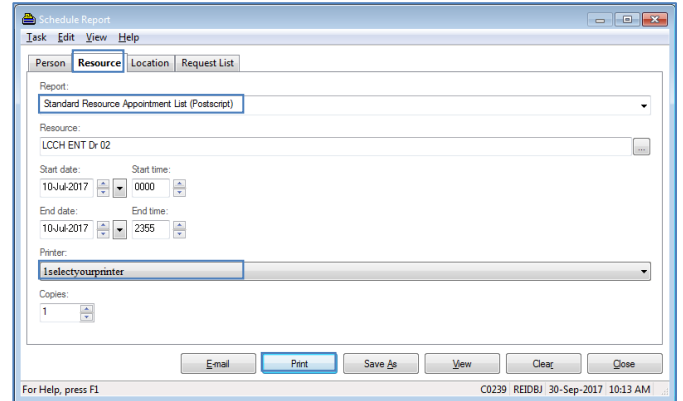 Schedule Report
Task Edit View Help
Person Resource Location Request List
Report:
Standard Resource Appointment List (Postscript)
Resource:
LCCH ENT Dr 02
...
Start date: Start time:
10-Jul-2017 0000
End date: End time:
10-Jul-2017 2355
Printer:
1selectyourprinter
Copies:
1
E-mail Print Save As View Clear Close
For Help, press F1 C0239 REIDBJ 30-Sep-2017 10:13 AM